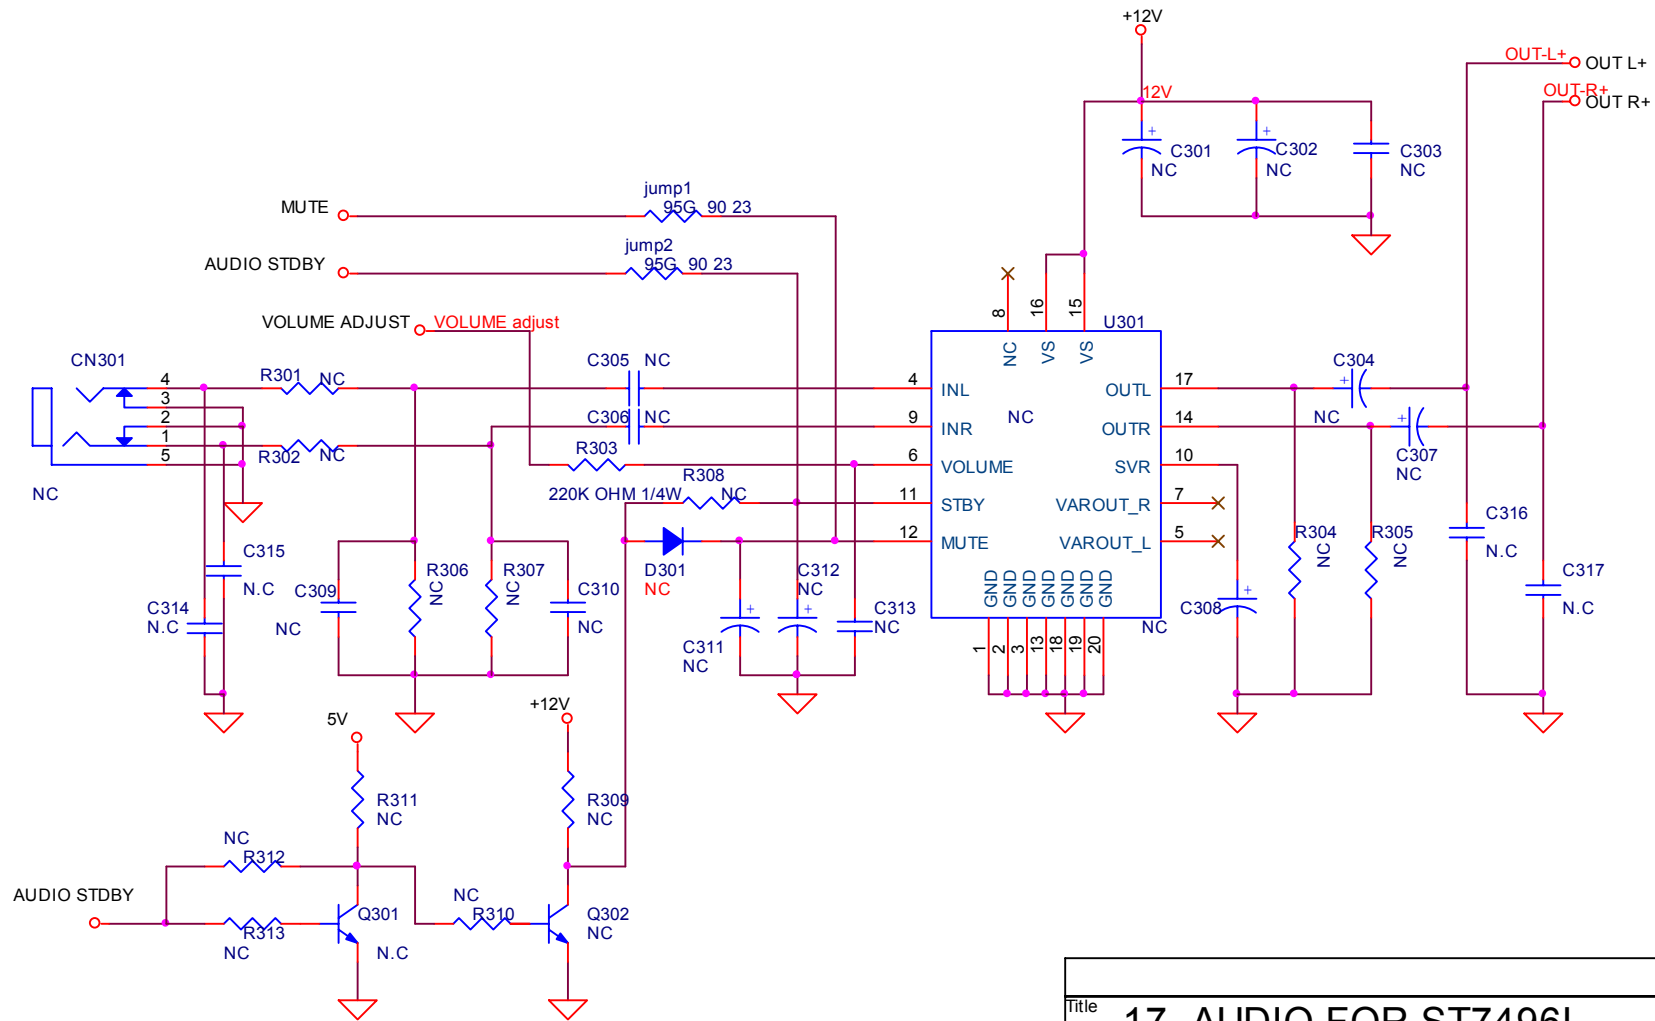 +12V
OUT-L+ OUT L+
OUT-R+ OUT R+
12V
C301
NC
C302
NC
C303
NC
jump1
95G 90 23
MUTE
jump2
95G 90 23
AUDIO STDBY
VOLUME ADJUST VOLUME adjust
CN301
4
3
2
1
5
NC
R301 NC
R302 NC
C305 NC
C306 NC
R303
220K OHM 1/4W
R308
NC
D301
NC
8
16
15
U301
NC
VS
VS
4 INL
9 INR
6 VOLUME
11 STBY
12 MUTE
NC
OUTL 17
OUTR 14
SVR 10
VAROUT_R 7
VAROUT_L 5
GND
GND
GND
GND
GND
GND
GND
1
2
3
13
18
19
20
NC
C304
NC
C307
NC
R304
NC
R305
NC
C308
C316
N.C
C317
N.C
C315
N.C
C314
N.C
C309
NC
R306
NC
R307
NC
C310
NC
C311
NC
C312
NC
C313
NC
5V
R311
NC
+12V
R309
NC
NC
R312
AUDIO STDBY
R313
NC
Q301
N.C
NC
R310
Q302
NC
Title